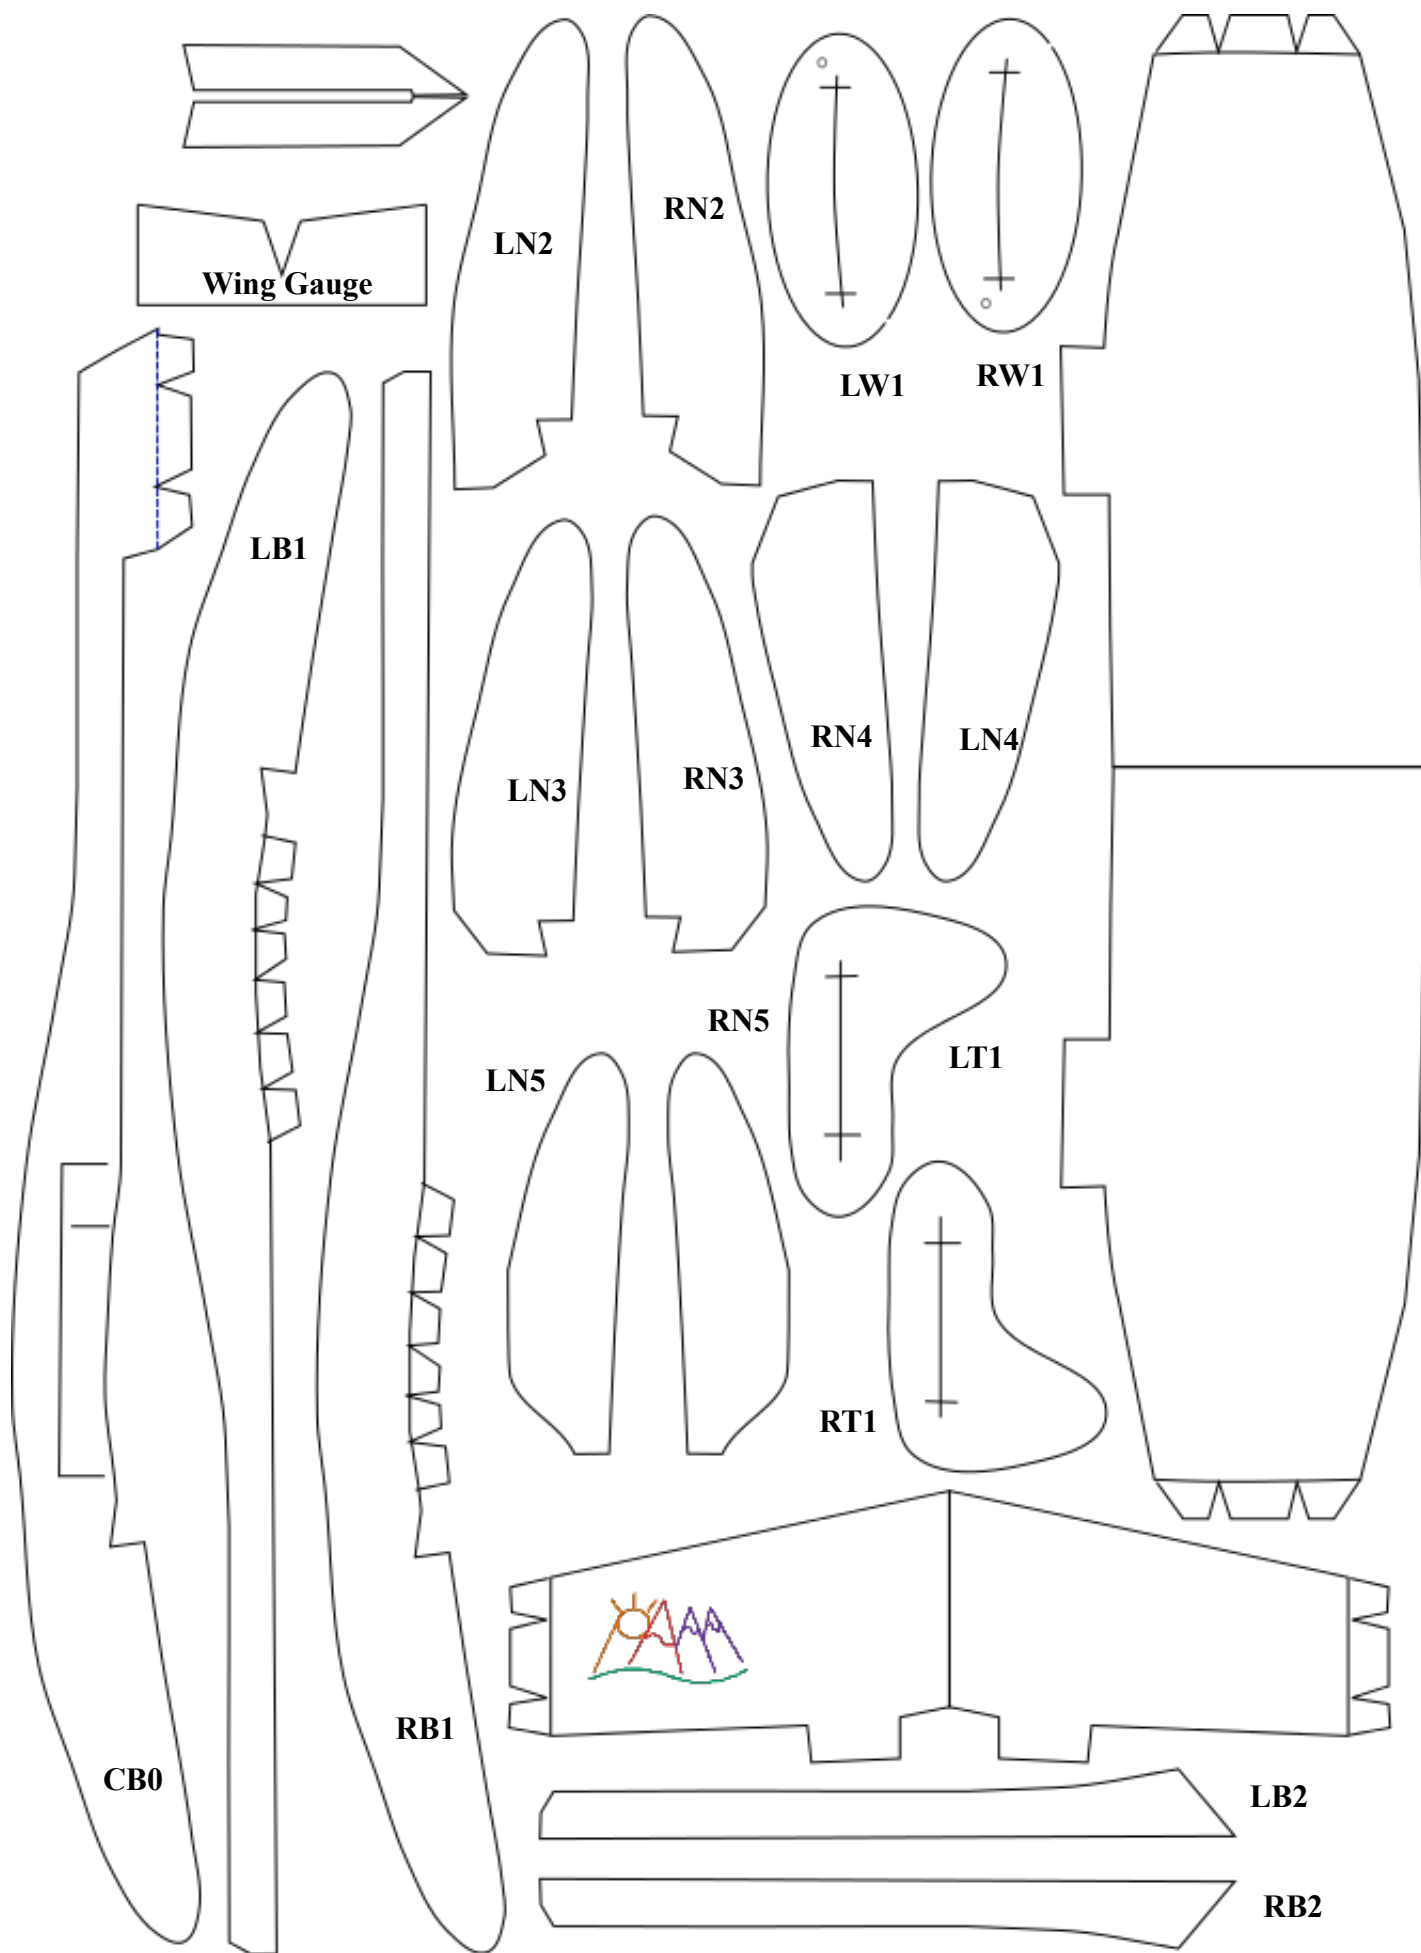 RN2
LN2
Wing Gauge
RW1
LW1
LB1
RN4
LN4
RN3
LN3
RN5
LT1
LN5
RT1
RB1
CB0
LB2
RB2